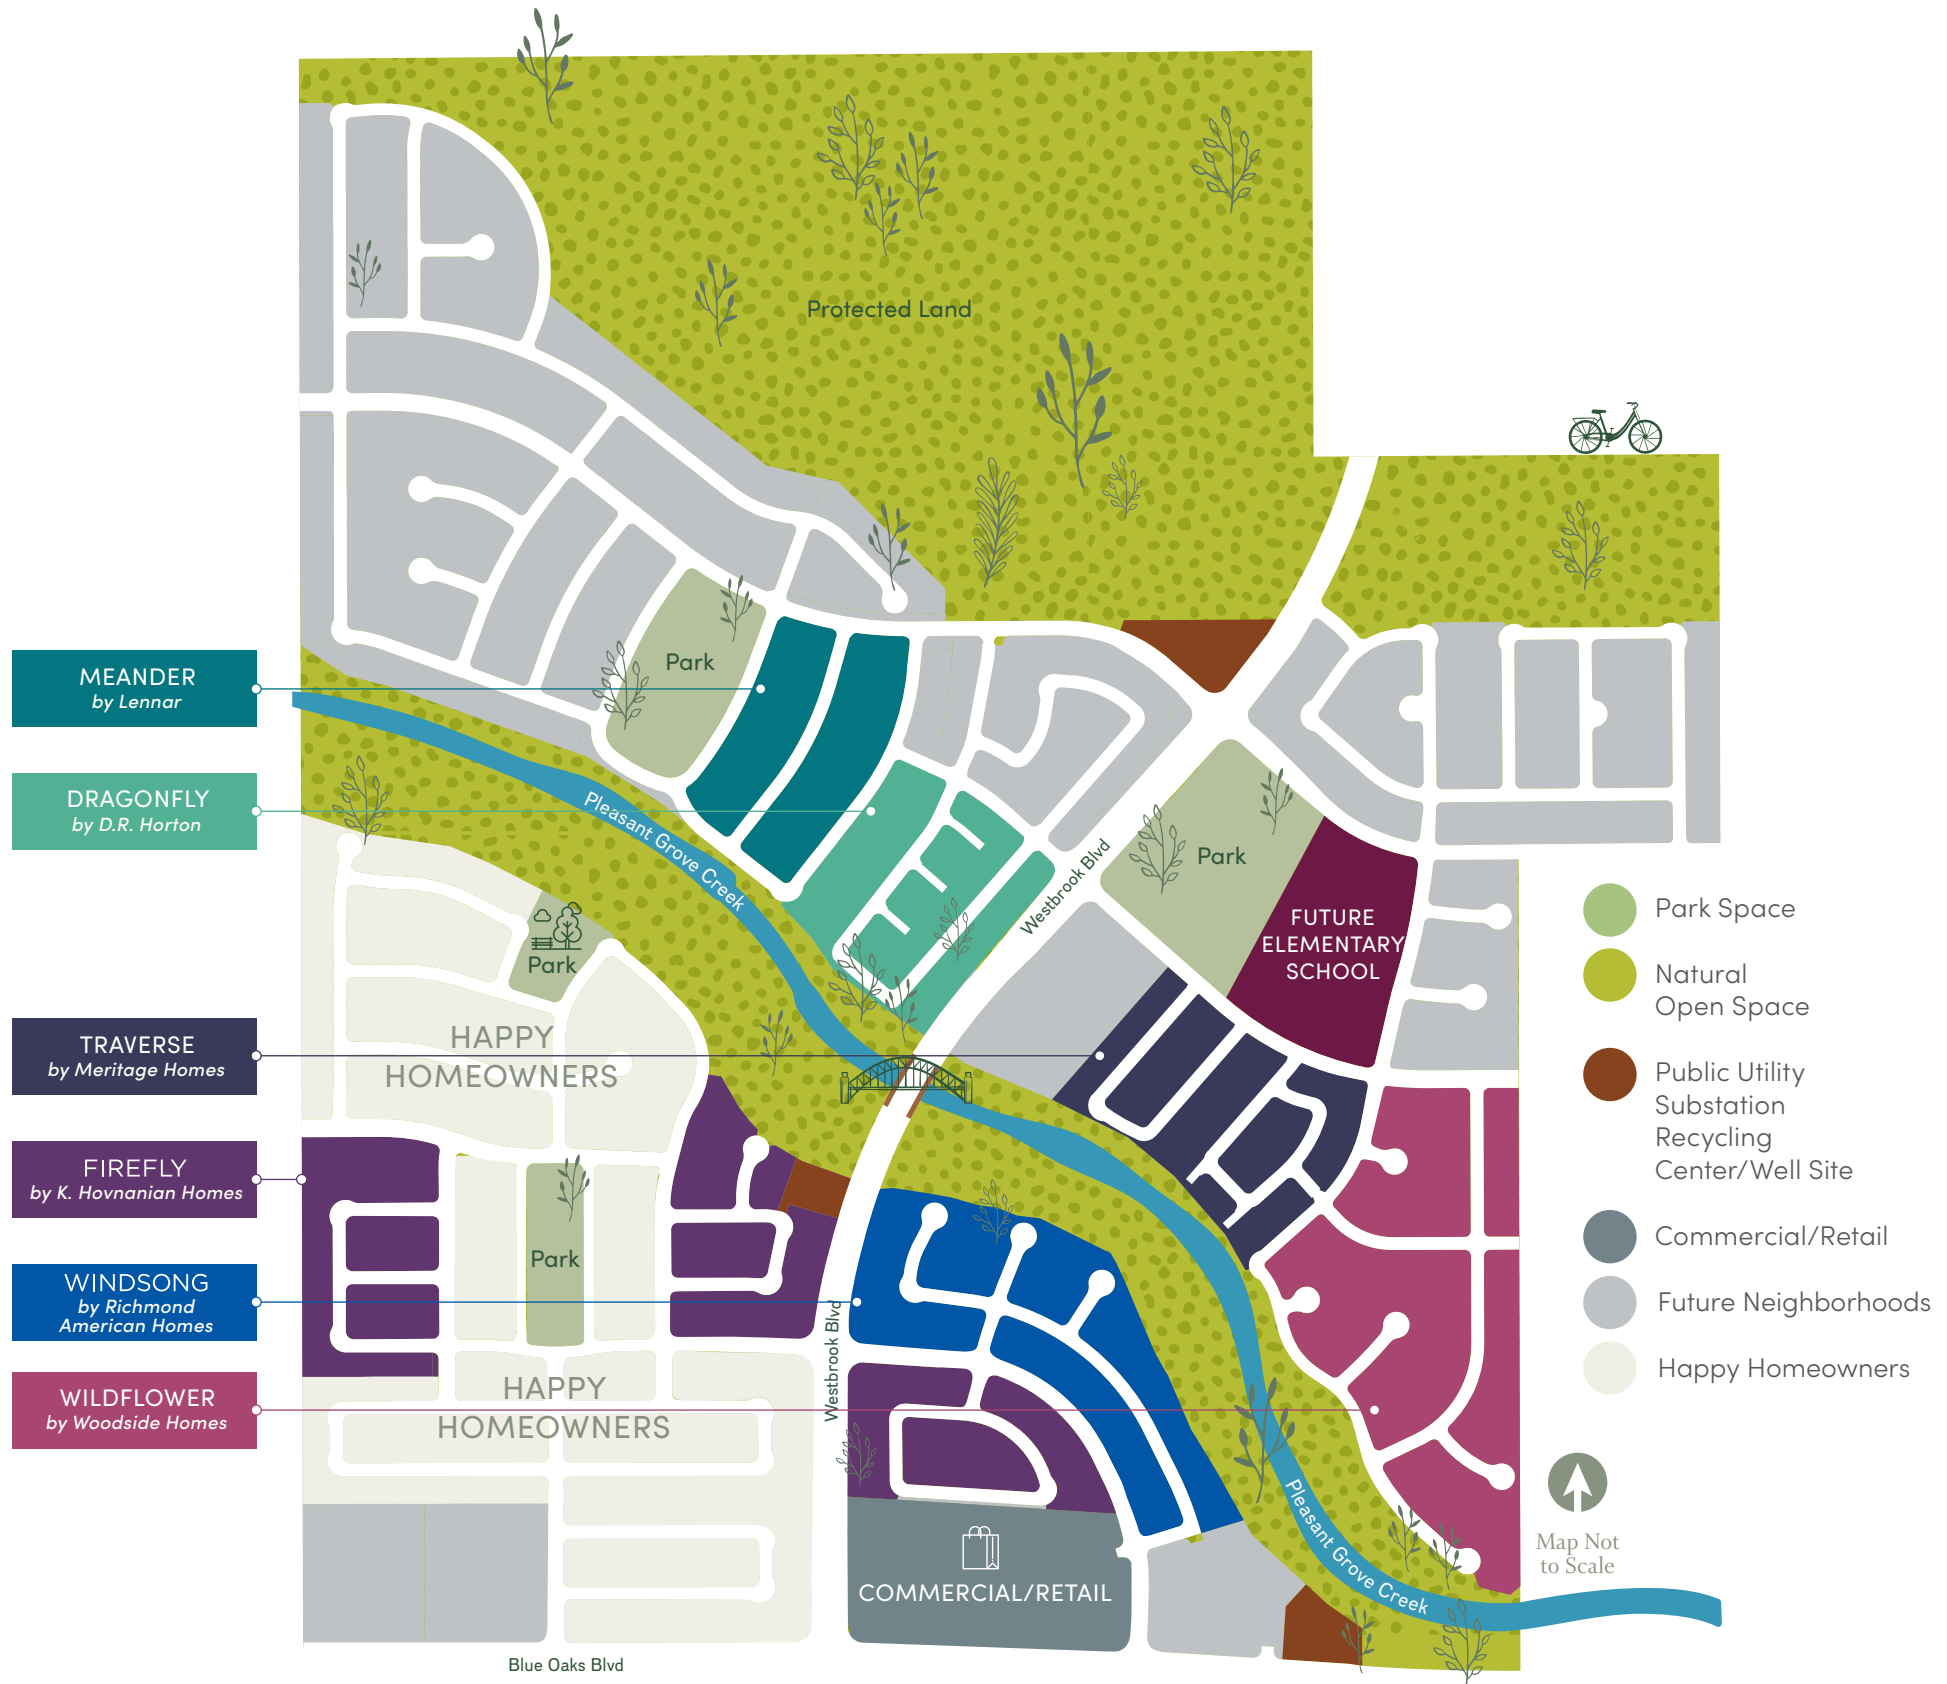 Protected Land
MEANDER
by Lennar
Park
DRAGONFLY
by D.R. Horton
Pleasant Grove Creek
Westbrook Blvd
Park
FUTURE
ELEMENTARY
SCHOOL
Park
HAPPY
HOMEOWNERS
TRAVERSE
by Meritage Homes
FIREFLY
by K. Hovnanian Homes
Park
WINDSONG
by Richmond
American Homes
Westbrook Blvd
WILDFLOWER
by Woodside Homes
HAPPY
HOMEOWNERS
Pleasant Grove Creek
COMMERCIAL/RETAIL
Blue Oaks Blvd
Park Space
Natural
Open Space
Public Utility
Substation
Recycling
Center/Well Site
Commercial/Retail
Future Neighborhoods
Happy Homeowners
Map Not
to Scale